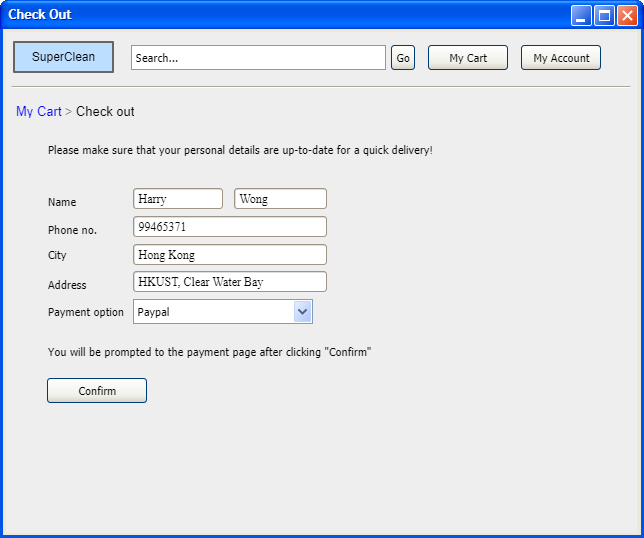 Check Out
SuperClean Search... Go My Cart My Account
My Cart > Check out
Please make sure that your personal details are up-to-date for a quick delivery!
Name Harry Wong
Phone no. 99465371
City Hong Kong
Address HKUST, Clear Water Bay
Payment option Paypal
You will be prompted to the payment page after clicking "Confirm"
Confirm